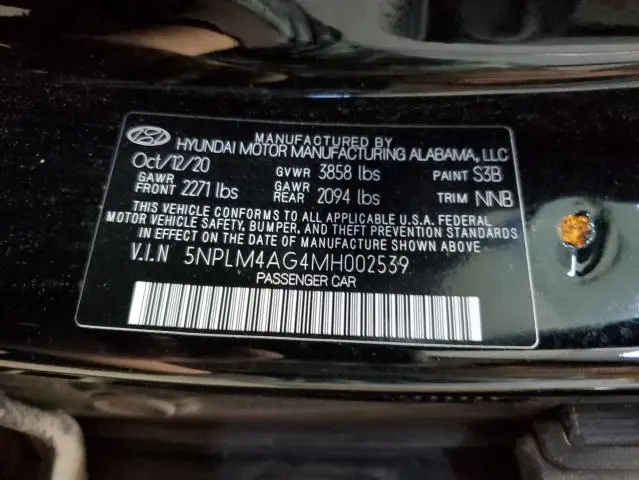 MANUFACTURED BY
HYUNDAI MOTOR MANUFACTURING ALABAMA, LLC
Oct/12/20 GVWR 3858 lbs PAINT S3B
GAWR FRONT 2271 lbs GAWR REAR 2094 lbs TRIM NNB
THIS VEHICLE CONFORMS TO ALL APPLICABLE U.S.A. FEDERAL
MOTOR VEHICLE SAFETY, BUMPER, AND THEFT PREVENTION STANDARDS
IN EFFECT ON THE DATE OF MANUFACTURE SHOWN ABOVE.
V.I.N 5NPLM4AG4MH002539
PASSENGER CAR